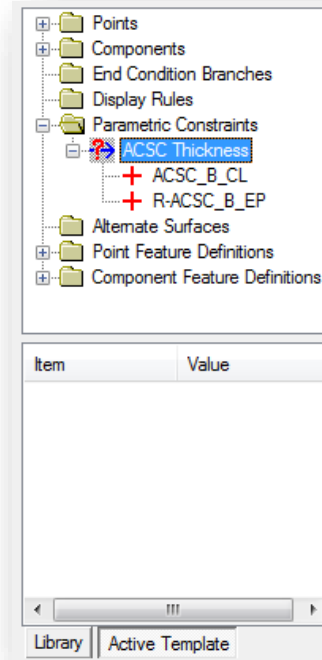 Points
Components
End Condition Branches
Display Rules
Parametric Constraints
ACSC Thickness
ACSC_B_CL
R-ACSC_B_EP
Alternate Surfaces
Point Feature Definitions
Component Feature Definitions
Item Value
Library Active Template